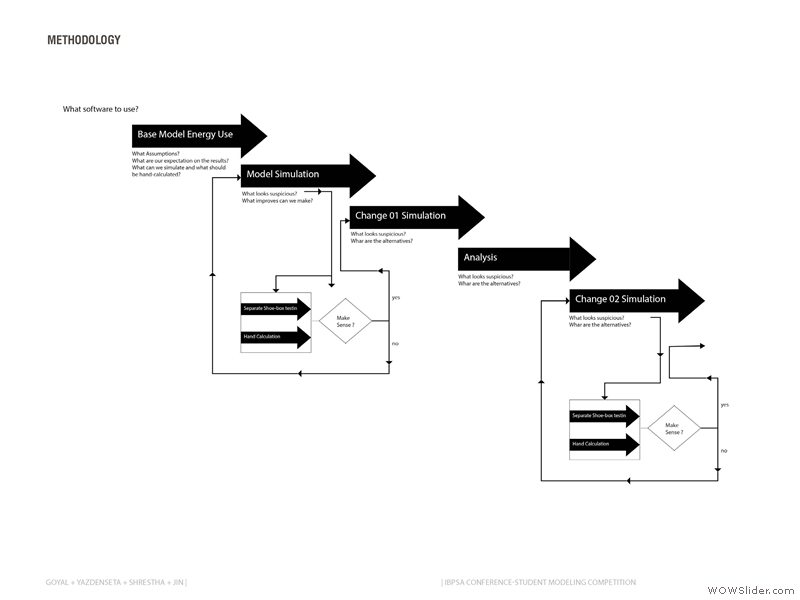 METHODOLOGY
What software to use?
Base Model Energy Use
What Assumptions?
What are our expectation on the results?
What can we simulate and what should
be hand-calculated?
Model Simulation
What looks suspicious?
What improves can we make?
Change 01 Simulation
What looks suspicious?
Whar are the alternatives?
Analysis
What looks suspicious?
Whar are the alternatives?
Change 02 Simulation
What looks suspicious?
Whar are the alternatives?
Separate Shoe-box testin
Hand Calculation
Make
Sense ?
yes
no
Separate Shoe-box testin
Hand Calculation
Make
Sense ?
yes
no
GOYAL + YAZDENSETA + SHRESTHA + JIN |
| IBPSA CONFERENCE-STUDENT MODELING COMPETITION
WOWSlider.com